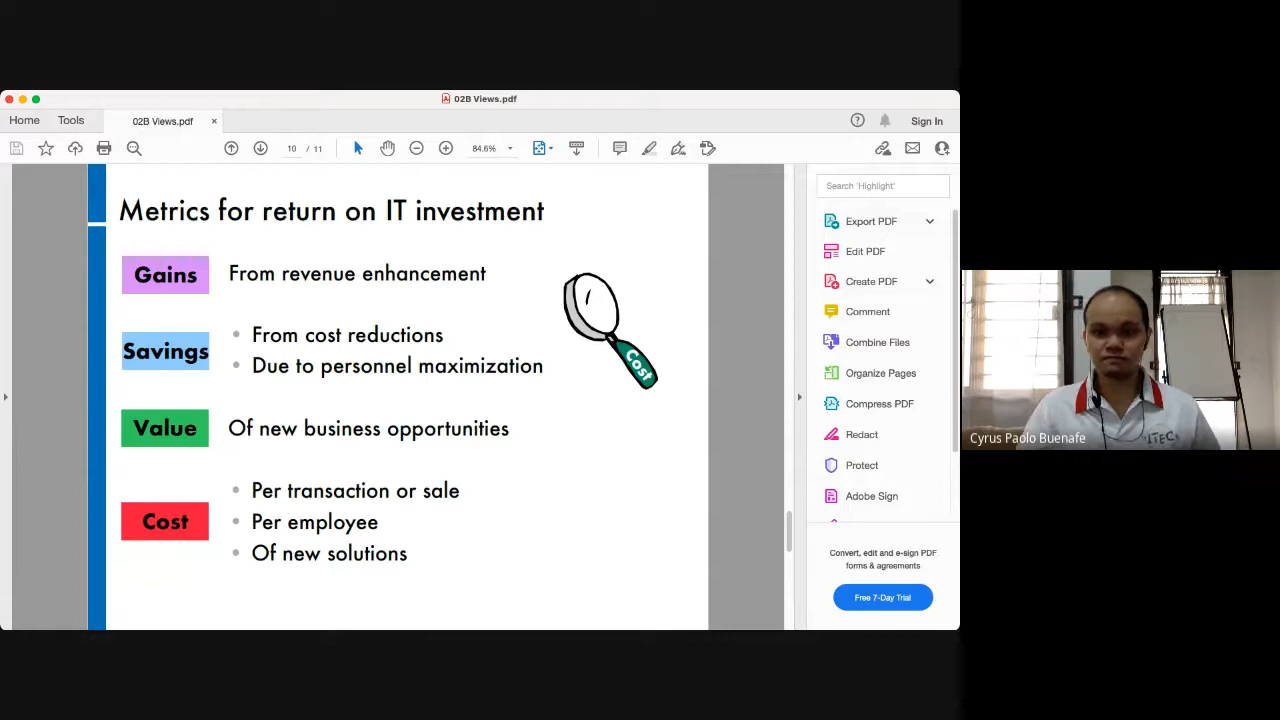 02B Views.pdf
Home
Tools
02B Views.pdf
×
Sign In
10 / 11
84.6%
Metrics for return on IT investment
Gains
From revenue enhancement
Savings
• From cost reductions
• Due to personnel maximization
Value
Of new business opportunities
Cost
• Per transaction or sale
• Per employee
• Of new solutions
Cost
Search 'Highlight'
Export PDF
Edit PDF
Create PDF
Comment
Combine Files
Organize Pages
Compress PDF
Redact
Protect
Adobe Sign
Convert, edit and e-sign PDF
forms & agreements
Free 7-Day Trial
Cyrus Paolo Buenafe